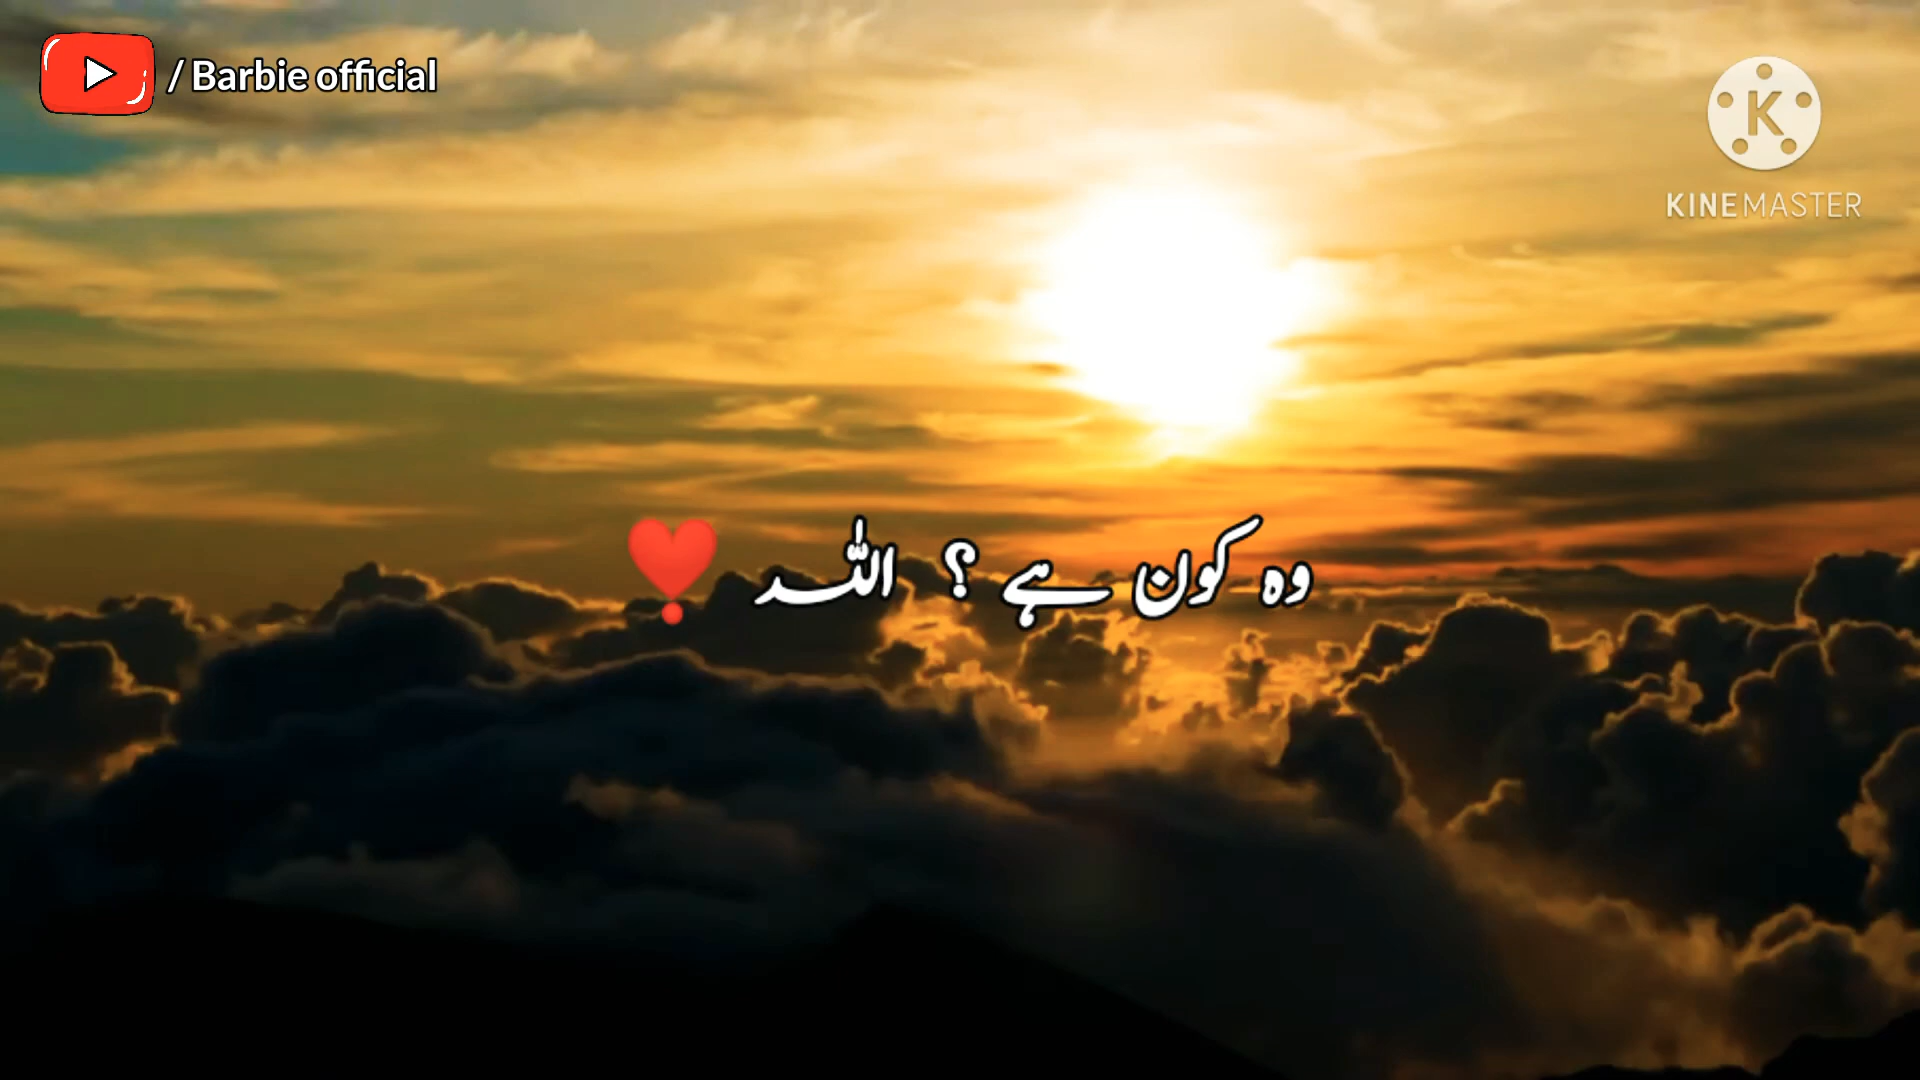 / Barbie official
K
KINEMASTER
وہ کون ہے ؟ اللہ ❣